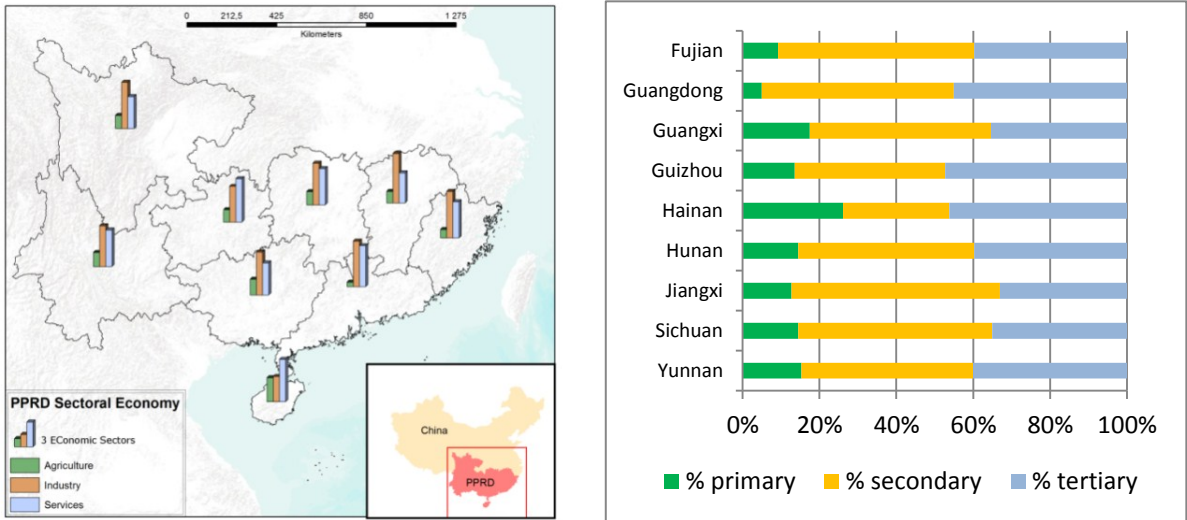 0 212,5 425 850 1 275
Kilometers
PPRD Sectoral Economy
3 EConomic Sectors
Agriculture
Industry
Services
China
PPRD
Fujian
Guangdong
Guangxi
Guizhou
Hainan
Hunan
Jiangxi
Sichuan
Yunnan
0% 20% 40% 60% 80% 100%
% primary % secondary % tertiary